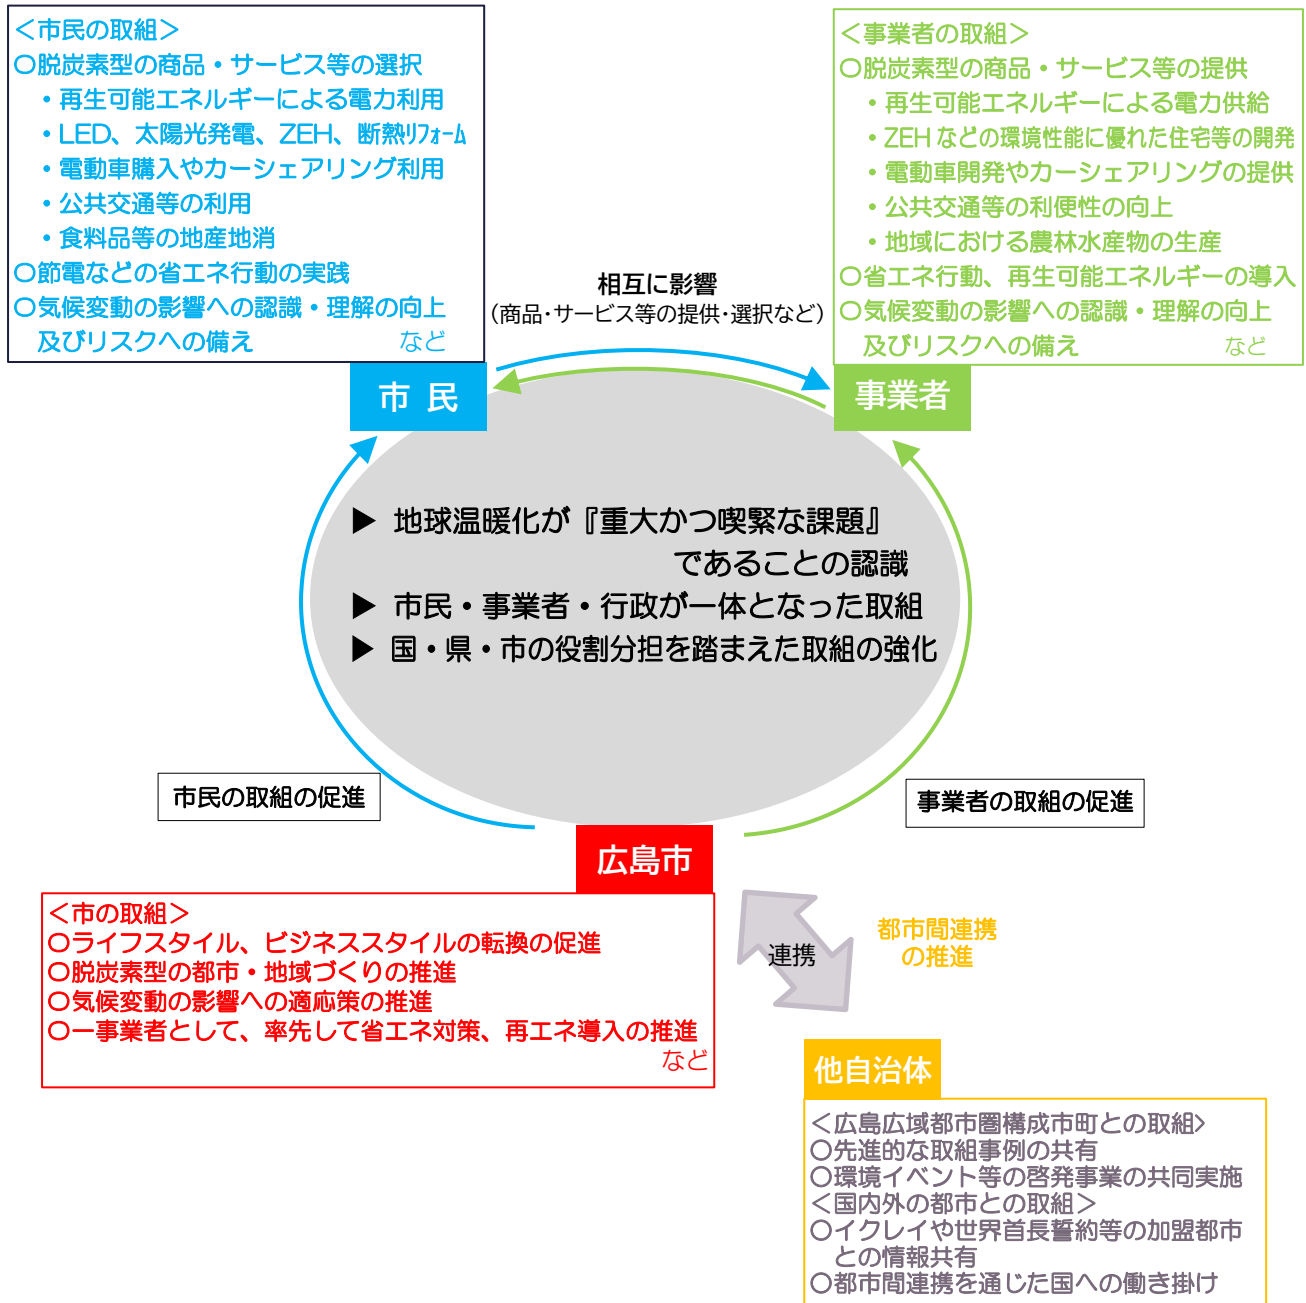 ＜市民の取組＞
〇脱炭素型の商品・サービス等の選択
・再生可能エネルギーによる電力利用
・LED、太陽光発電、ZEH、断熱ﾘﾌｫｰﾑ
・電動車購入やカーシェアリング利用
・公共交通等の利用
・食料品等の地産地消
〇節電などの省エネ行動の実践
〇気候変動の影響への認識・理解の向上
及びリスクへの備え など
市 民
＜事業者の取組＞
〇脱炭素型の商品・サービス等の提供
・再生可能エネルギーによる電力供給
・ZEHなどの環境性能に優れた住宅等の開発
・電動車開発やカーシェアリングの提供
・公共交通等の利便性の向上
・地域における農林水産物の生産
〇省エネ行動、再生可能エネルギーの導入
〇気候変動の影響への認識・理解の向上
及びリスクへの備え など
事業者
相互に影響
（商品･サービス等の提供･選択など）
▶ 地球温暖化が『重大かつ喫緊な課題』
であることの認識
▶ 市民・事業者・行政が一体となった取組
▶ 国・県・市の役割分担を踏まえた取組の強化
市民の取組の促進
事業者の取組の促進
広島市
＜市の取組＞
〇ライフスタイル、ビジネススタイルの転換の促進
〇脱炭素型の都市・地域づくりの推進
〇気候変動の影響への適応策の推進
〇一事業者として、率先して省エネ対策、再エネ導入の推進
など
連携
都市間連携
の推進
他自治体
＜広島広域都市圏構成市町との取組>
〇先進的な取組事例の共有
〇環境イベント等の啓発事業の共同実施
＜国内外の都市との取組＞
〇イクレイや世界首長誓約等の加盟都市
との情報共有
〇都市間連携を通じた国への働き掛け